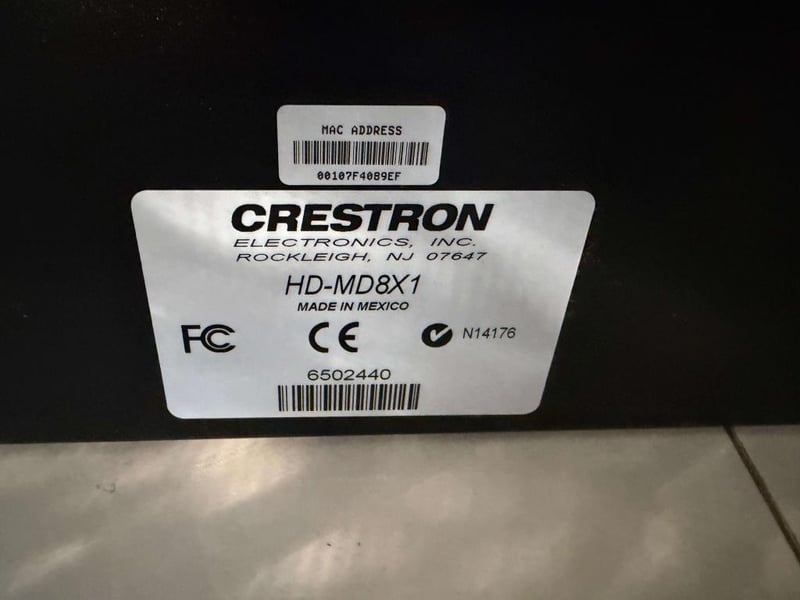 MAC ADDRESS
00107F4089EF
CRESTRON
ELECTRONICS, INC.
ROCKLEIGH, NJ 07647
HD-MD8X1
MADE IN MEXICO
FC CE N14176
6502440